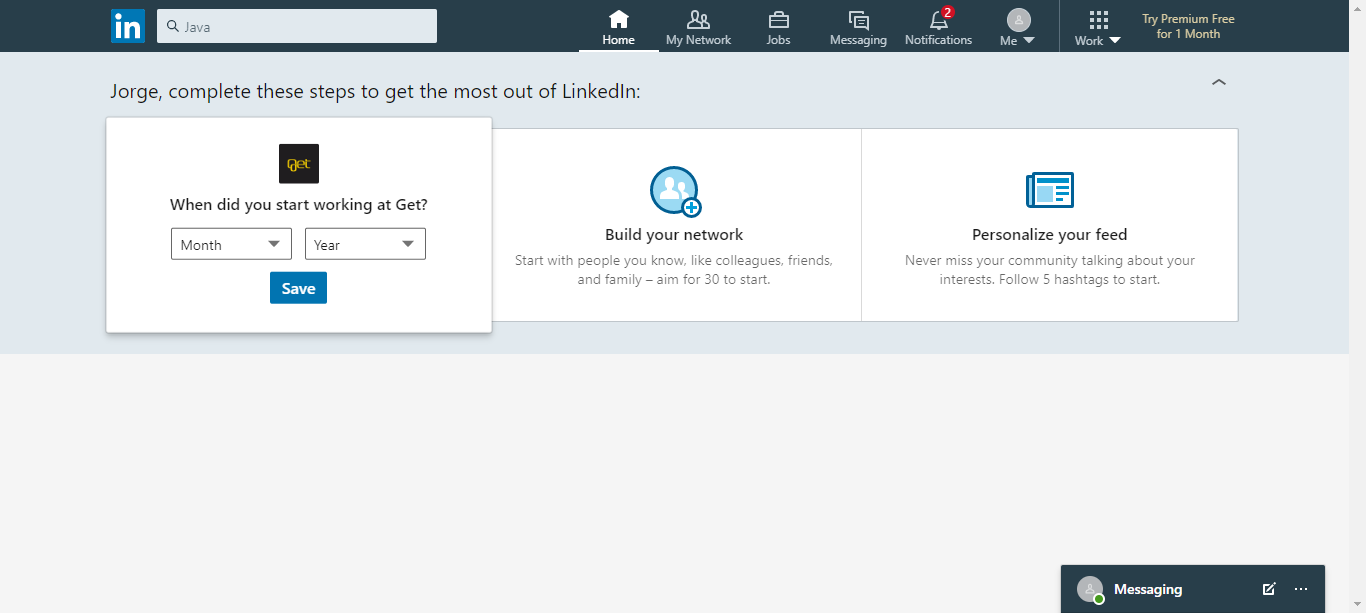 in
Java
Home
My Network
Jobs
Messaging
2
Notifications
Me
Work
Try Premium Free
for 1 Month
Jorge, complete these steps to get the most out of LinkedIn:
get
When did you start working at Get?
Month
Year
Save
Build your network
Start with people you know, like colleagues, friends,
and family – aim for 30 to start.
Personalize your feed
Never miss your community talking about your
interests. Follow 5 hashtags to start.
Messaging